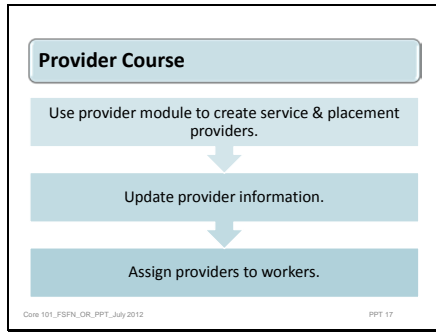 Provider Course
Use provider module to create service & placement
providers.
Update provider information.
Assign providers to workers.
Core 101_FSFN_OR_PPT_July 2012
PPT 17